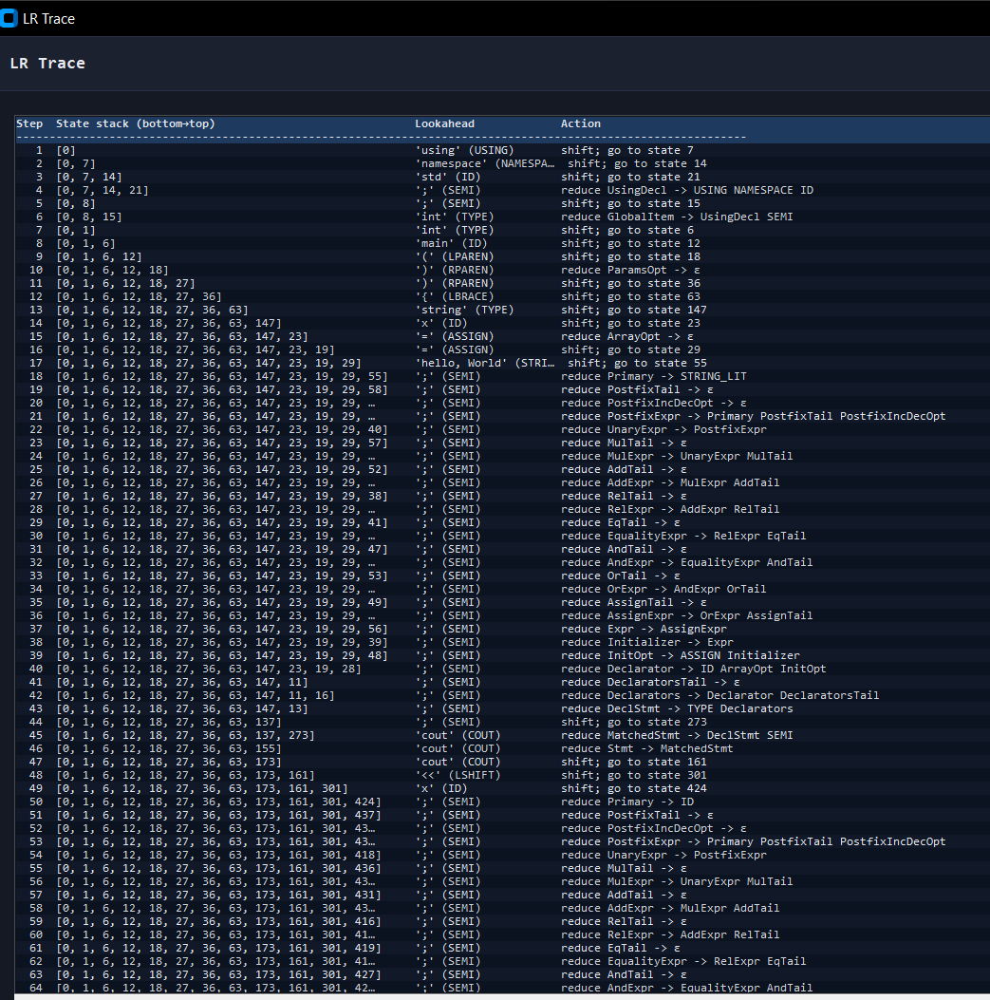 LR Trace
LR Trace
Step State stack (bottom→top) Lookahead Action
----------------------------------------------------------------------------------------------------------------
1 [0] 'using' (USING) shift; go to state 7
2 [0, 7] 'namespace' (NAMESPA… shift; go to state 14
3 [0, 7, 14] 'std' (ID) shift; go to state 21
4 [0, 7, 14, 21] ';' (SEMI) reduce UsingDecl -> USING NAMESPACE ID
5 [0, 8] ';' (SEMI) shift; go to state 15
6 [0, 8, 15] 'int' (TYPE) reduce GlobalItem -> UsingDecl SEMI
7 [0, 1] 'int' (TYPE) shift; go to state 6
8 [0, 1, 6] 'main' (ID) shift; go to state 12
9 [0, 1, 6, 12] '(' (LPAREN) shift; go to state 18
10 [0, 1, 6, 12, 18] ')' (RPAREN) reduce ParamsOpt -> ε
11 [0, 1, 6, 12, 18, 27] ')' (RPAREN) shift; go to state 36
12 [0, 1, 6, 12, 18, 27, 36] '{' (LBRACE) shift; go to state 63
13 [0, 1, 6, 12, 18, 27, 36, 63] 'string' (TYPE) shift; go to state 147
14 [0, 1, 6, 12, 18, 27, 36, 63, 147] 'x' (ID) shift; go to state 23
15 [0, 1, 6, 12, 18, 27, 36, 63, 147, 23] '=' (ASSIGN) reduce ArrayOpt -> ε
16 [0, 1, 6, 12, 18, 27, 36, 63, 147, 23, 19] '=' (ASSIGN) shift; go to state 29
17 [0, 1, 6, 12, 18, 27, 36, 63, 147, 23, 19, 29] 'hello, World' (STRI… shift; go to state 55
18 [0, 1, 6, 12, 18, 27, 36, 63, 147, 23, 19, 29, 55] ';' (SEMI) reduce Primary -> STRING_LIT
19 [0, 1, 6, 12, 18, 27, 36, 63, 147, 23, 19, 29, 58] ';' (SEMI) reduce PostfixTail -> ε
20 [0, 1, 6, 12, 18, 27, 36, 63, 147, 23, 19, 29, … ';' (SEMI) reduce PostfixIncDecOpt -> ε
21 [0, 1, 6, 12, 18, 27, 36, 63, 147, 23, 19, 29, … ';' (SEMI) reduce PostfixExpr -> Primary PostfixTail PostfixIncDecOpt
22 [0, 1, 6, 12, 18, 27, 36, 63, 147, 23, 19, 29, 40] ';' (SEMI) reduce UnaryExpr -> PostfixExpr
23 [0, 1, 6, 12, 18, 27, 36, 63, 147, 23, 19, 29, 57] ';' (SEMI) reduce MulTail -> ε
24 [0, 1, 6, 12, 18, 27, 36, 63, 147, 23, 19, 29, … ';' (SEMI) reduce MulExpr -> UnaryExpr MulTail
25 [0, 1, 6, 12, 18, 27, 36, 63, 147, 23, 19, 29, 52] ';' (SEMI) reduce AddTail -> ε
26 [0, 1, 6, 12, 18, 27, 36, 63, 147, 23, 19, 29, … ';' (SEMI) reduce AddExpr -> MulExpr AddTail
27 [0, 1, 6, 12, 18, 27, 36, 63, 147, 23, 19, 29, 38] ';' (SEMI) reduce RelTail -> ε
28 [0, 1, 6, 12, 18, 27, 36, 63, 147, 23, 19, 29, … ';' (SEMI) reduce RelExpr -> AddExpr RelTail
29 [0, 1, 6, 12, 18, 27, 36, 63, 147, 23, 19, 29, 41] ';' (SEMI) reduce EqTail -> ε
30 [0, 1, 6, 12, 18, 27, 36, 63, 147, 23, 19, 29, … ';' (SEMI) reduce EqualityExpr -> RelExpr EqTail
31 [0, 1, 6, 12, 18, 27, 36, 63, 147, 23, 19, 29, 47] ';' (SEMI) reduce AndTail -> ε
32 [0, 1, 6, 12, 18, 27, 36, 63, 147, 23, 19, 29, … ';' (SEMI) reduce AndExpr -> EqualityExpr AndTail
33 [0, 1, 6, 12, 18, 27, 36, 63, 147, 23, 19, 29, 53] ';' (SEMI) reduce OrTail -> ε
34 [0, 1, 6, 12, 18, 27, 36, 63, 147, 23, 19, 29, … ';' (SEMI) reduce OrExpr -> AndExpr OrTail
35 [0, 1, 6, 12, 18, 27, 36, 63, 147, 23, 19, 29, 49] ';' (SEMI) reduce AssignTail -> ε
36 [0, 1, 6, 12, 18, 27, 36, 63, 147, 23, 19, 29, … ';' (SEMI) reduce AssignExpr -> OrExpr AssignTail
37 [0, 1, 6, 12, 18, 27, 36, 63, 147, 23, 19, 29, 56] ';' (SEMI) reduce Expr -> AssignExpr
38 [0, 1, 6, 12, 18, 27, 36, 63, 147, 23, 19, 29, 39] ';' (SEMI) reduce Initializer -> Expr
39 [0, 1, 6, 12, 18, 27, 36, 63, 147, 23, 19, 29, 48] ';' (SEMI) reduce InitOpt -> ASSIGN Initializer
40 [0, 1, 6, 12, 18, 27, 36, 63, 147, 23, 19, 28] ';' (SEMI) reduce Declarator -> ID ArrayOpt InitOpt
41 [0, 1, 6, 12, 18, 27, 36, 63, 147, 11] ';' (SEMI) reduce DeclaratorsTail -> ε
42 [0, 1, 6, 12, 18, 27, 36, 63, 147, 11, 16] ';' (SEMI) reduce Declarators -> Declarator DeclaratorsTail
43 [0, 1, 6, 12, 18, 27, 36, 63, 147, 13] ';' (SEMI) reduce DeclStmt -> TYPE Declarators
44 [0, 1, 6, 12, 18, 27, 36, 63, 137] ';' (SEMI) shift; go to state 273
45 [0, 1, 6, 12, 18, 27, 36, 63, 137, 273] 'cout' (COUT) reduce MatchedStmt -> DeclStmt SEMI
46 [0, 1, 6, 12, 18, 27, 36, 63, 155] 'cout' (COUT) reduce Stmt -> MatchedStmt
47 [0, 1, 6, 12, 18, 27, 36, 63, 173] 'cout' (COUT) shift; go to state 161
48 [0, 1, 6, 12, 18, 27, 36, 63, 173, 161] '<<' (LSHIFT) shift; go to state 301
49 [0, 1, 6, 12, 18, 27, 36, 63, 173, 161, 301] 'x' (ID) shift; go to state 424
50 [0, 1, 6, 12, 18, 27, 36, 63, 173, 161, 301, 424] ';' (SEMI) reduce Primary -> ID
51 [0, 1, 6, 12, 18, 27, 36, 63, 173, 161, 301, 437] ';' (SEMI) reduce PostfixTail -> ε
52 [0, 1, 6, 12, 18, 27, 36, 63, 173, 161, 301, 43… ';' (SEMI) reduce PostfixIncDecOpt -> ε
53 [0, 1, 6, 12, 18, 27, 36, 63, 173, 161, 301, 43… ';' (SEMI) reduce PostfixExpr -> Primary PostfixTail PostfixIncDecOpt
54 [0, 1, 6, 12, 18, 27, 36, 63, 173, 161, 301, 418] ';' (SEMI) reduce UnaryExpr -> PostfixExpr
55 [0, 1, 6, 12, 18, 27, 36, 63, 173, 161, 301, 436] ';' (SEMI) reduce MulTail -> ε
56 [0, 1, 6, 12, 18, 27, 36, 63, 173, 161, 301, 43… ';' (SEMI) reduce MulExpr -> UnaryExpr MulTail
57 [0, 1, 6, 12, 18, 27, 36, 63, 173, 161, 301, 431] ';' (SEMI) reduce AddTail -> ε
58 [0, 1, 6, 12, 18, 27, 36, 63, 173, 161, 301, 43… ';' (SEMI) reduce AddExpr -> MulExpr AddTail
59 [0, 1, 6, 12, 18, 27, 36, 63, 173, 161, 301, 416] ';' (SEMI) reduce RelTail -> ε
60 [0, 1, 6, 12, 18, 27, 36, 63, 173, 161, 301, 41… ';' (SEMI) reduce RelExpr -> AddExpr RelTail
61 [0, 1, 6, 12, 18, 27, 36, 63, 173, 161, 301, 419] ';' (SEMI) reduce EqTail -> ε
62 [0, 1, 6, 12, 18, 27, 36, 63, 173, 161, 301, 41… ';' (SEMI) reduce EqualityExpr -> RelExpr EqTail
63 [0, 1, 6, 12, 18, 27, 36, 63, 173, 161, 301, 427] ';' (SEMI) reduce AndTail -> ε
64 [0, 1, 6, 12, 18, 27, 36, 63, 173, 161, 301, 42… ';' (SEMI) reduce AndExpr -> EqualityExpr AndTail